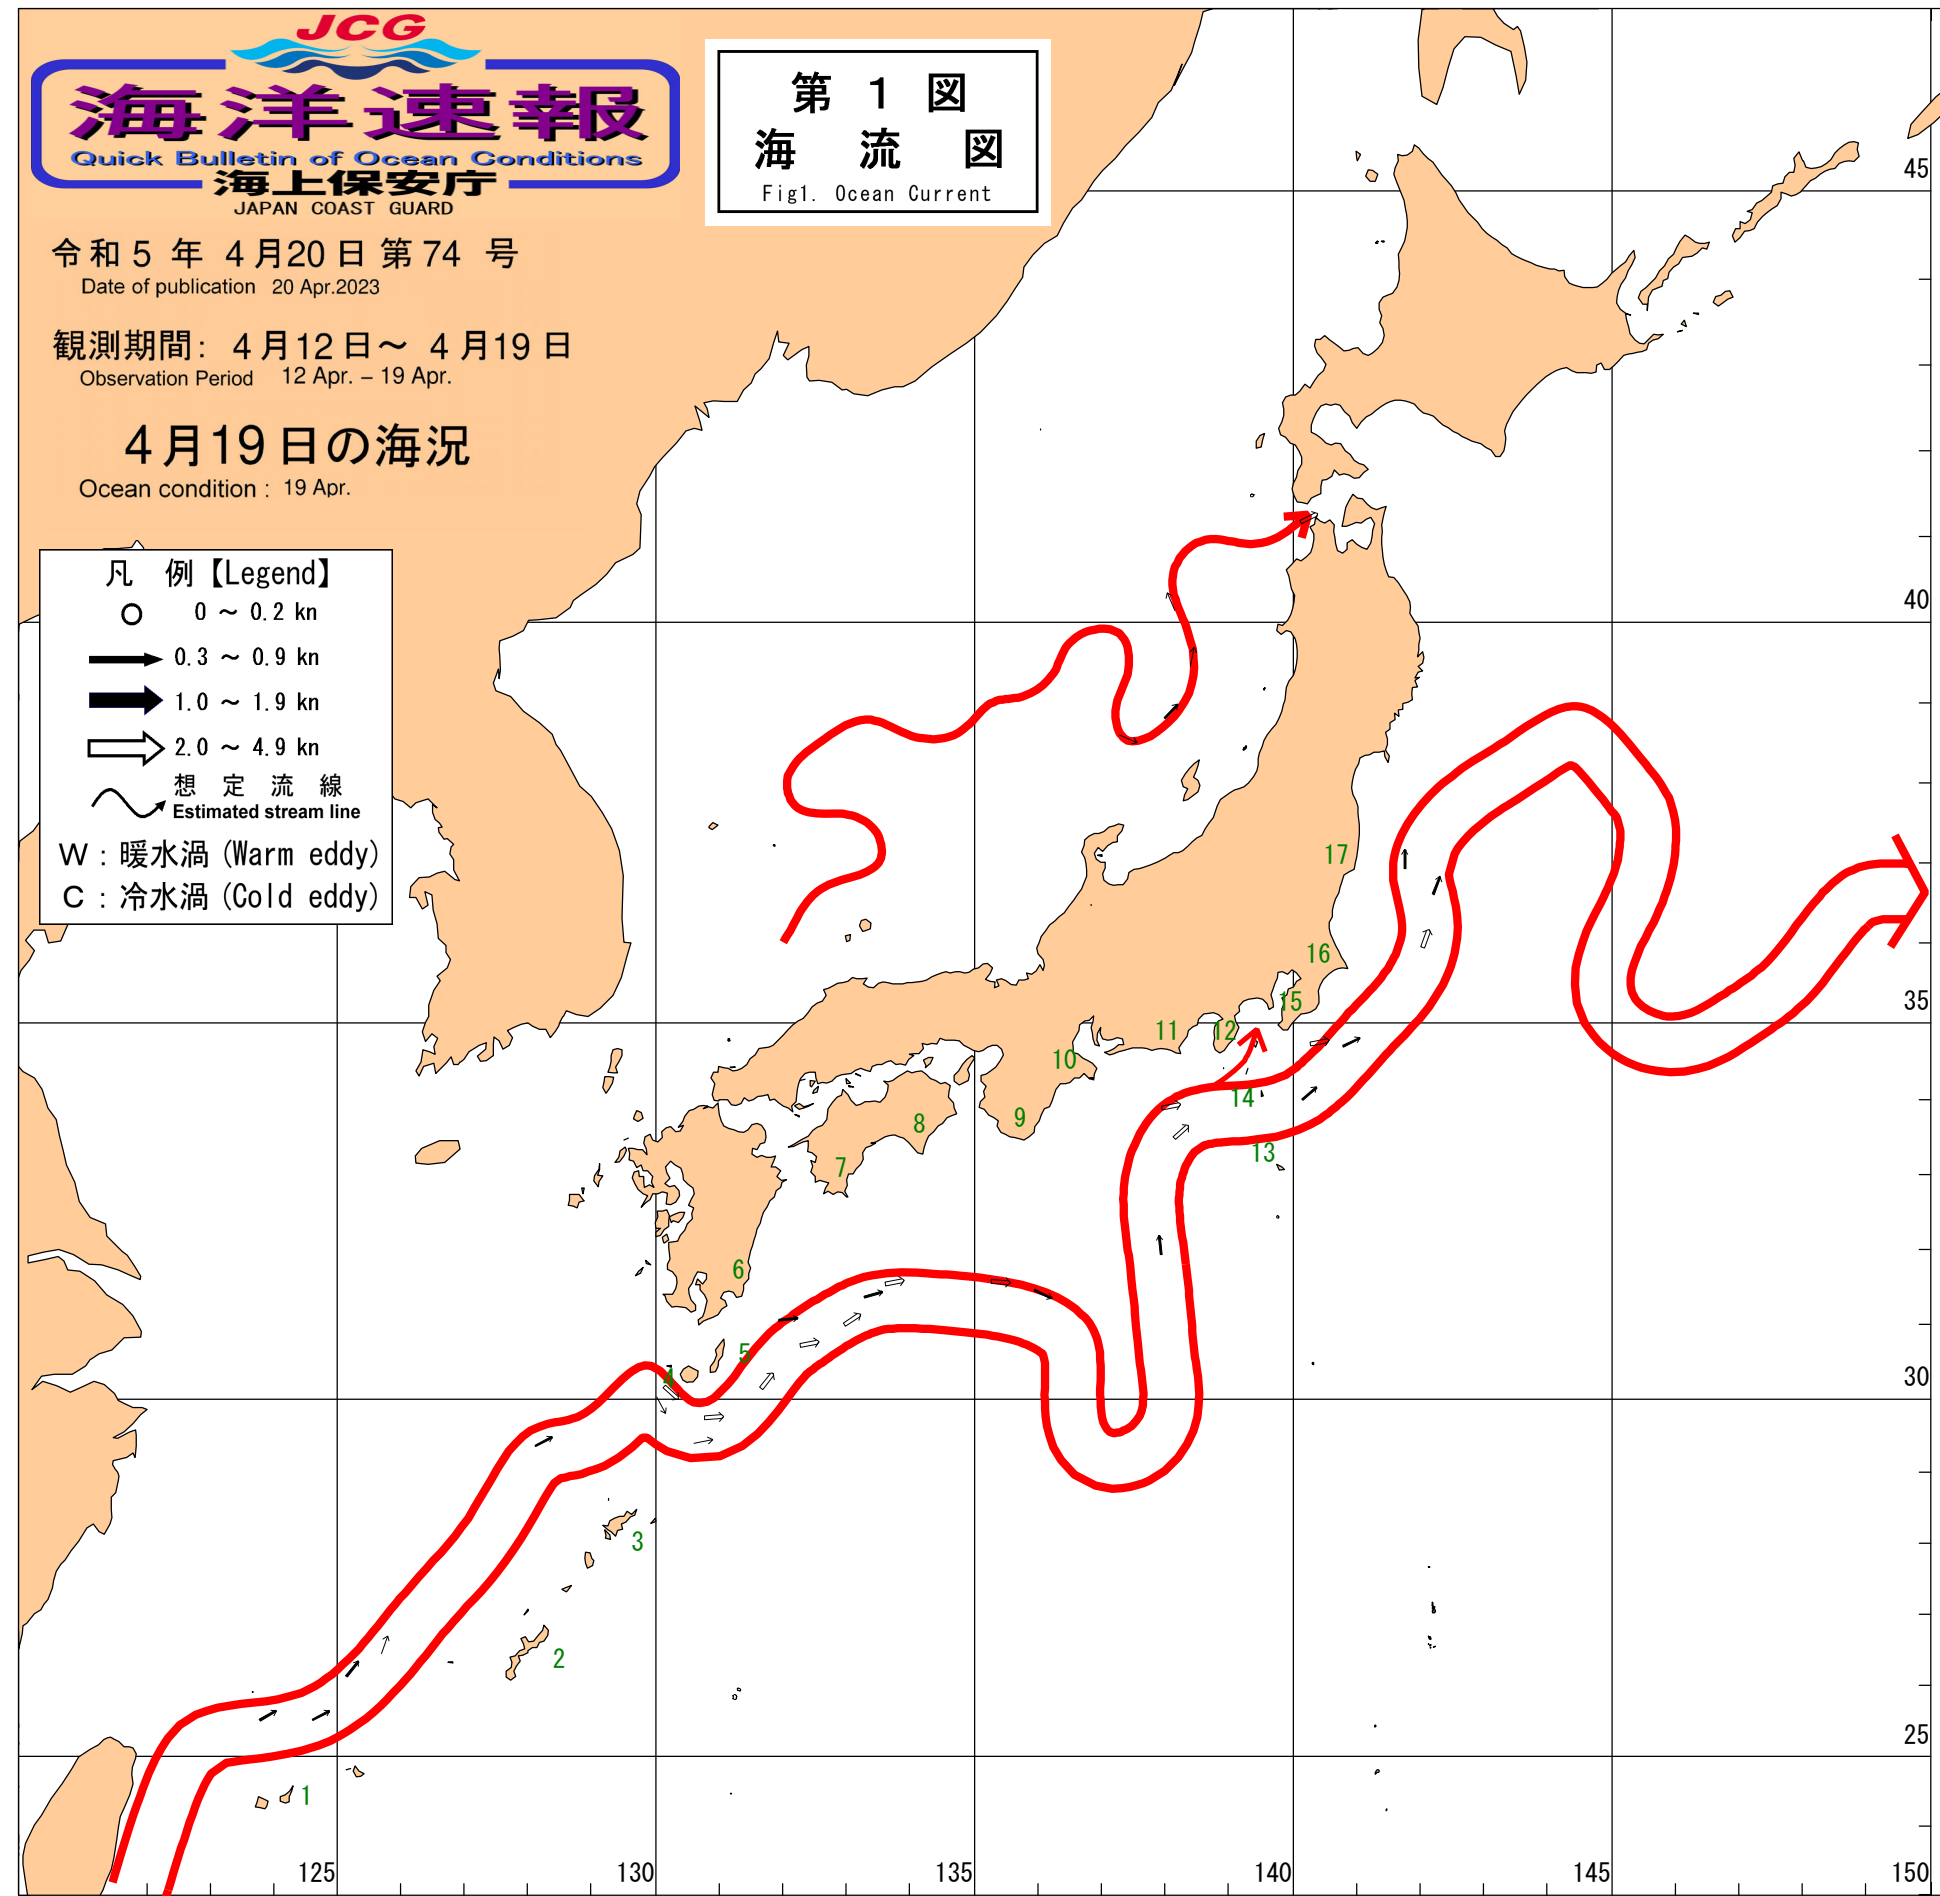 JCG
海洋速報
Quick Bulletin of Ocean Conditions
海上保安庁
JAPAN COAST GUARD
第 1 図
海 流 図
Fig1. Ocean Current
令和 5 年 4月20日 第74 号
Date of publication 20 Apr.2023
観測期間: 4月12日～ 4月19日
Observation Period 12 Apr. – 19 Apr.
4月19日の海況
Ocean condition : 19 Apr.
凡 例【Legend】
0 ～ 0.2 kn
0.3 ～ 0.9 kn
1.0 ～ 1.9 kn
2.0 ～ 4.9 kn
想 定 流 線
Estimated stream line
W : 暖水渦 (Warm eddy)
C : 冷水渦 (Cold eddy)
45
40
35
30
25
17
16
15
11
12
10
14
9
8
13
7
6
5
4
3
2
1
125
130
135
140
145
150